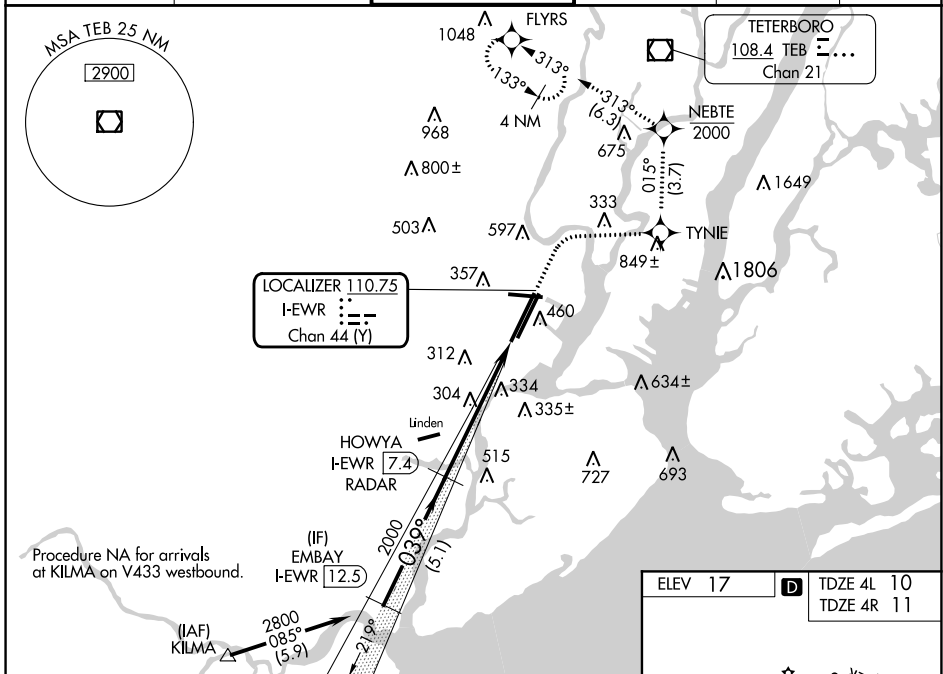 MSA TEB 25 NM
2900
1048
FLYRS
313°
133°
4 NM
313°
(6.3)
TETERBORO
108.4 TEB
Chan 21
NEBTE
2000
675
968
800±
015°
(3.7)
1649
503
597
333
TYNIE
849±
1806
357
LOCALIZER 110.75
I-EWR
Chan 44 (Y)
460
312
304
334
634±
335±
Linden
HOWYA
I-EWR 7.4
RADAR
515
727
693
2000
039°
(5.1)
(IF)
EMBAY
I-EWR 12.5
Procedure NA for arrivals
at KILMA on V433 westbound.
(IAF)
KILMA
2800
085°
(5.9)
219°
ELEV 17
D
TDZE 4L 10
TDZE 4R 11